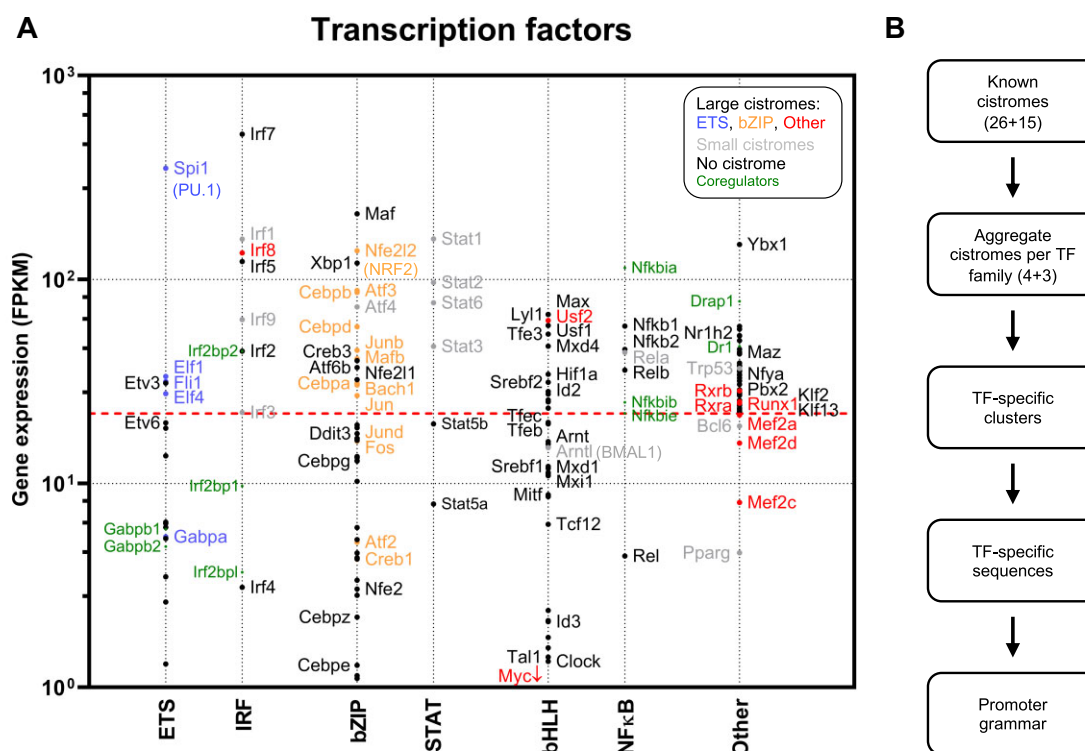 A
Transcription factors
B
Gene expression (FPKM)
10³
10²
10¹
10⁰
Large cistromes:
ETS, bZIP, Other
Small cistromes
No cistrome
Coregulators
Spi1
(PU.1)
Elf1
Etv3
Fli1
Elf4
Etv6
Gabpb1
Gabpa
Gabpb2
Irf7
Irf1
Irf8
Irf5
Irf9
Irf2bp2
Irf2
Irf3
Irf2bp1
Irf2bpl
Irf4
Maf
Nfe2l2
(NRF2)
Xbp1
Cebpb
Atf3
Atf4
Cebpd
Junb
Creb3
Mafb
Atf6b
Nfe2l1
Cebpa
Bach1
Jun
Ddit3
Jund
Fos
Cebpg
Atf2
Creb1
Nfe2
Cebpz
Cebpe
Stat1
Stat2
Stat6
Stat3
Stat5b
Stat5a
Max
Lyl1
Usf2
Usf1
Tfe3
Mxd4
Hif1a
Srebf2
Id2
Tfec
Tfeb
Arnt
Arntl (BMAL1)
Srebf1
Mxd1
Mxi1
Mitf
Tcf12
Id3
Tal1
Clock
Myc↓
Nfkbia
Nfkb1
Nfkb2
Rela
Relb
Nfkbib
Nfkbie
Rel
Ybx1
Drap1
Nr1h2
Dr1
Maz
Trp53
Nfya
Rxrb
Pbx2
Klf2
Rxra
Runx1
Klf13
Bcl6
Mef2a
Mef2d
Mef2c
Pparg
ETS
IRF
bZIP
STAT
bHLH
NFκB
Other
Known
cistromes
(26+15)
Aggregate
cistromes per TF
family (4+3)
TF-specific
clusters
TF-specific
sequences
Promoter
grammar